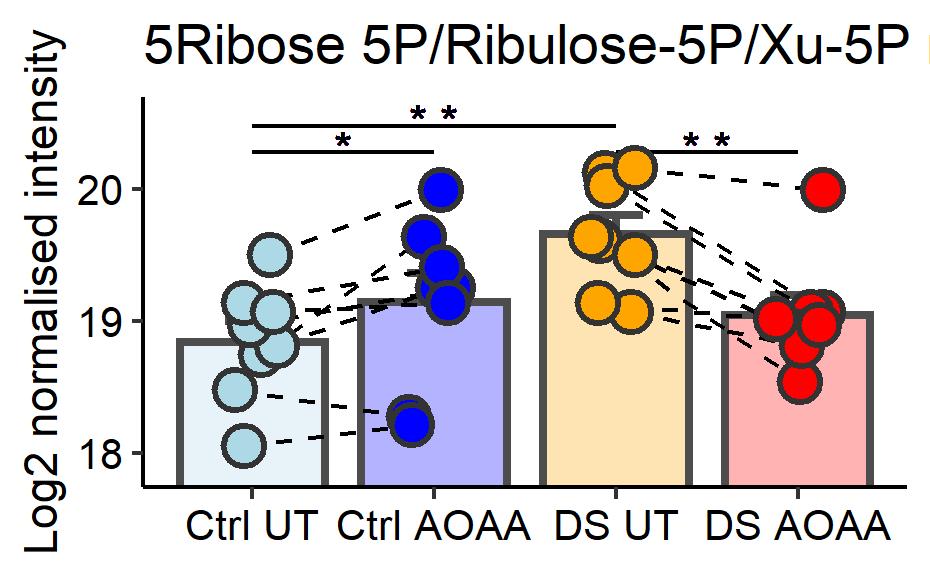 5Ribose 5P/Ribulose-5P/Xu-5P
Log2 normalised intensity
* *
* * *
20
19
18
Ctrl UT Ctrl AOAA DS UT DS AOAA